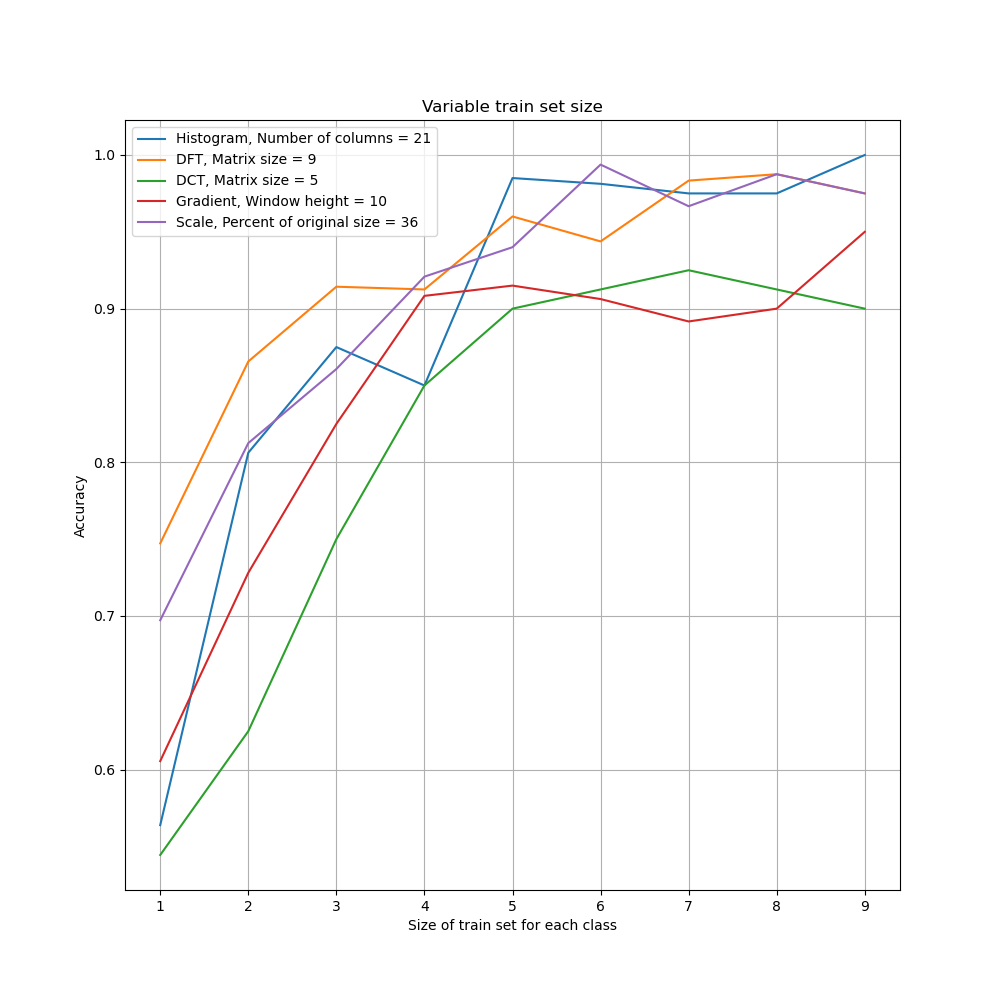 Variable train set size
Histogram, Number of columns = 21
DFT, Matrix size = 9
DCT, Matrix size = 5
Gradient, Window height = 10
Scale, Percent of original size = 36
1.0
0.9
0.8
0.7
0.6
Accuracy
1 2 3 4 5 6 7 8 9
Size of train set for each class